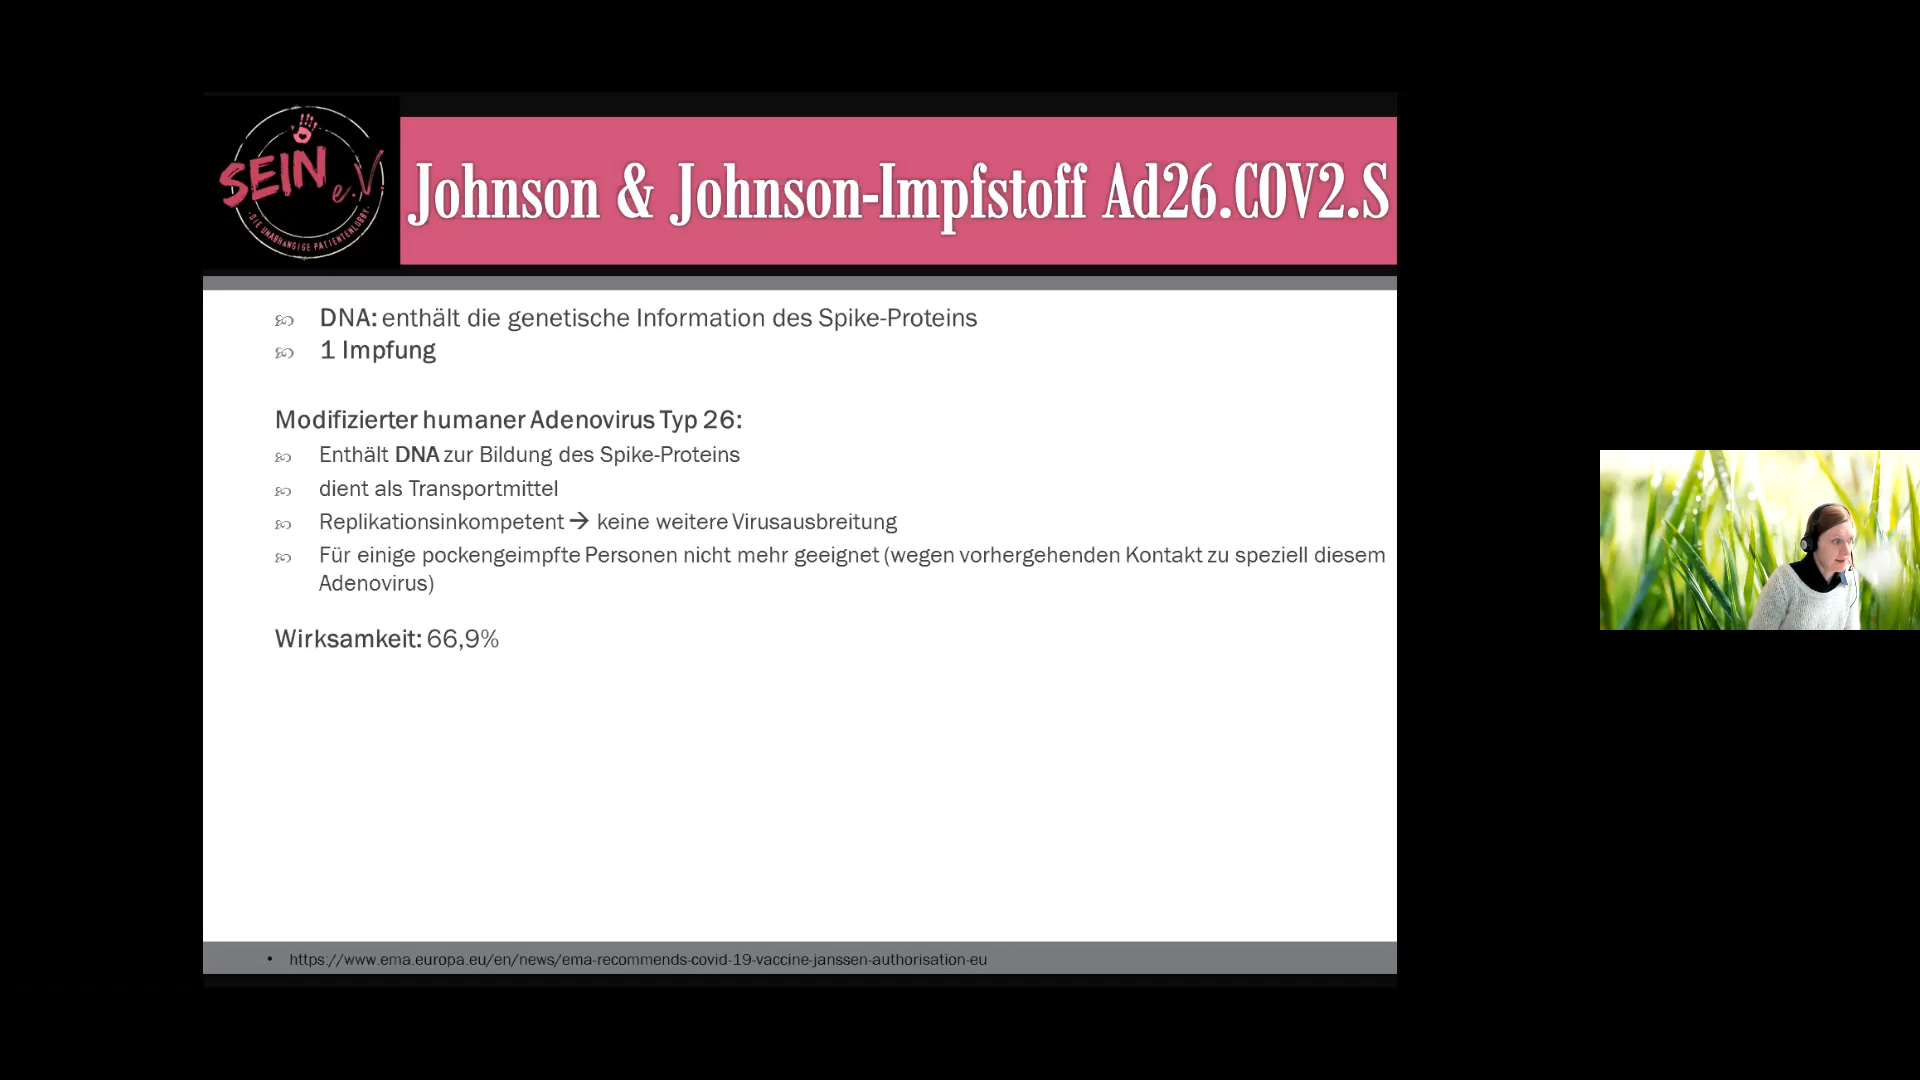 SEIN e.V.
· DIE UNABHÄNGIGE PATIENTENLOBBY ·
Johnson & Johnson-Impfstoff Ad26.COV2.S
DNA: enthält die genetische Information des Spike-Proteins
1 Impfung
Modifizierter humaner Adenovirus Typ 26:
Enthält DNA zur Bildung des Spike-Proteins
dient als Transportmittel
Replikationsinkompetent → keine weitere Virusausbreitung
Für einige pockengeimpfte Personen nicht mehr geeignet (wegen vorhergehenden Kontakt zu speziell diesem
Adenovirus)
Wirksamkeit: 66,9%
• https://www.ema.europa.eu/en/news/ema-recommends-covid-19-vaccine-janssen-authorisation-eu